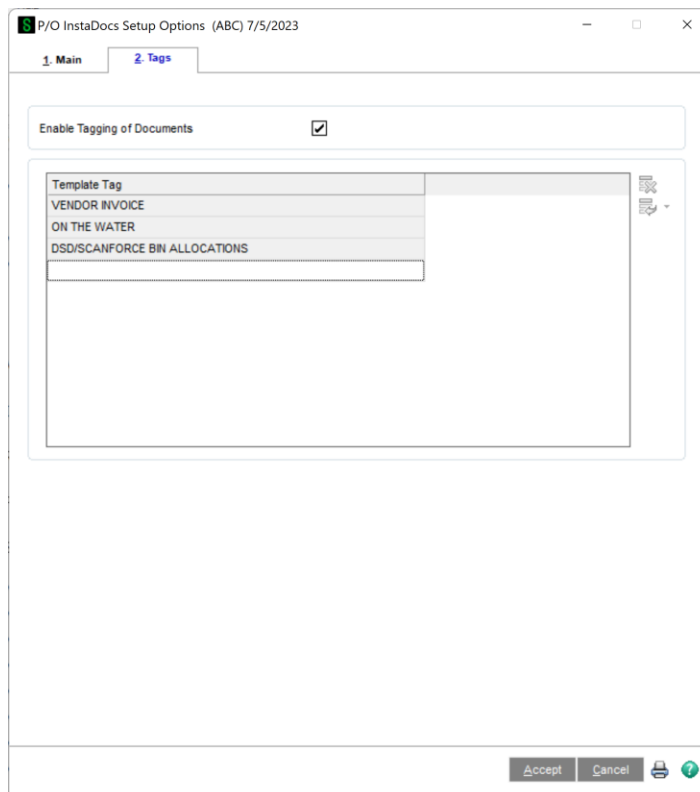 P/O InstaDocs Setup Options (ABC) 7/5/2023
1. Main
2. Tags
Enable Tagging of Documents
Template Tag
VENDOR INVOICE
ON THE WATER
DSD/SCANFORCE BIN ALLOCATIONS
Accept
Cancel